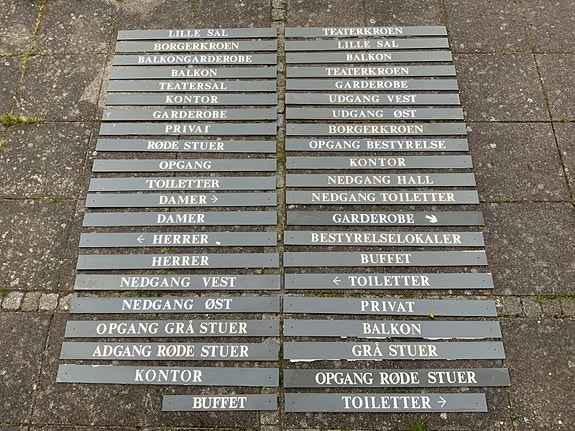 LILLE SAL
BORGERKROEN
BALKONGARDEROBE
BALKON
TEATERSAL
KONTOR
GARDEROBE
PRIVAT
RØDE STUER
OPGANG
TOILETTER
DAMER →
DAMER
← HERRER
HERRER
NEDGANG VEST
NEDGANG ØST
OPGANG GRÅ STUER
ADGANG RØDE STUER
KONTOR
BUFFET
TEATERKROEN
LILLE SAL
BALKON
TEATERKROEN
GARDEROBE
UDGANG VEST
UDGANG ØST
BORGERKROEN
OPGANG BESTYRELSE
KONTOR
NEDGANG HALL
NEDGANG TOILETTER
GARDEROBE ↘
BESTYRELSELOKALER
BUFFET
← TOILETTER
PRIVAT
BALKON
GRÅ STUER
OPGANG RØDE STUER
TOILETTER →